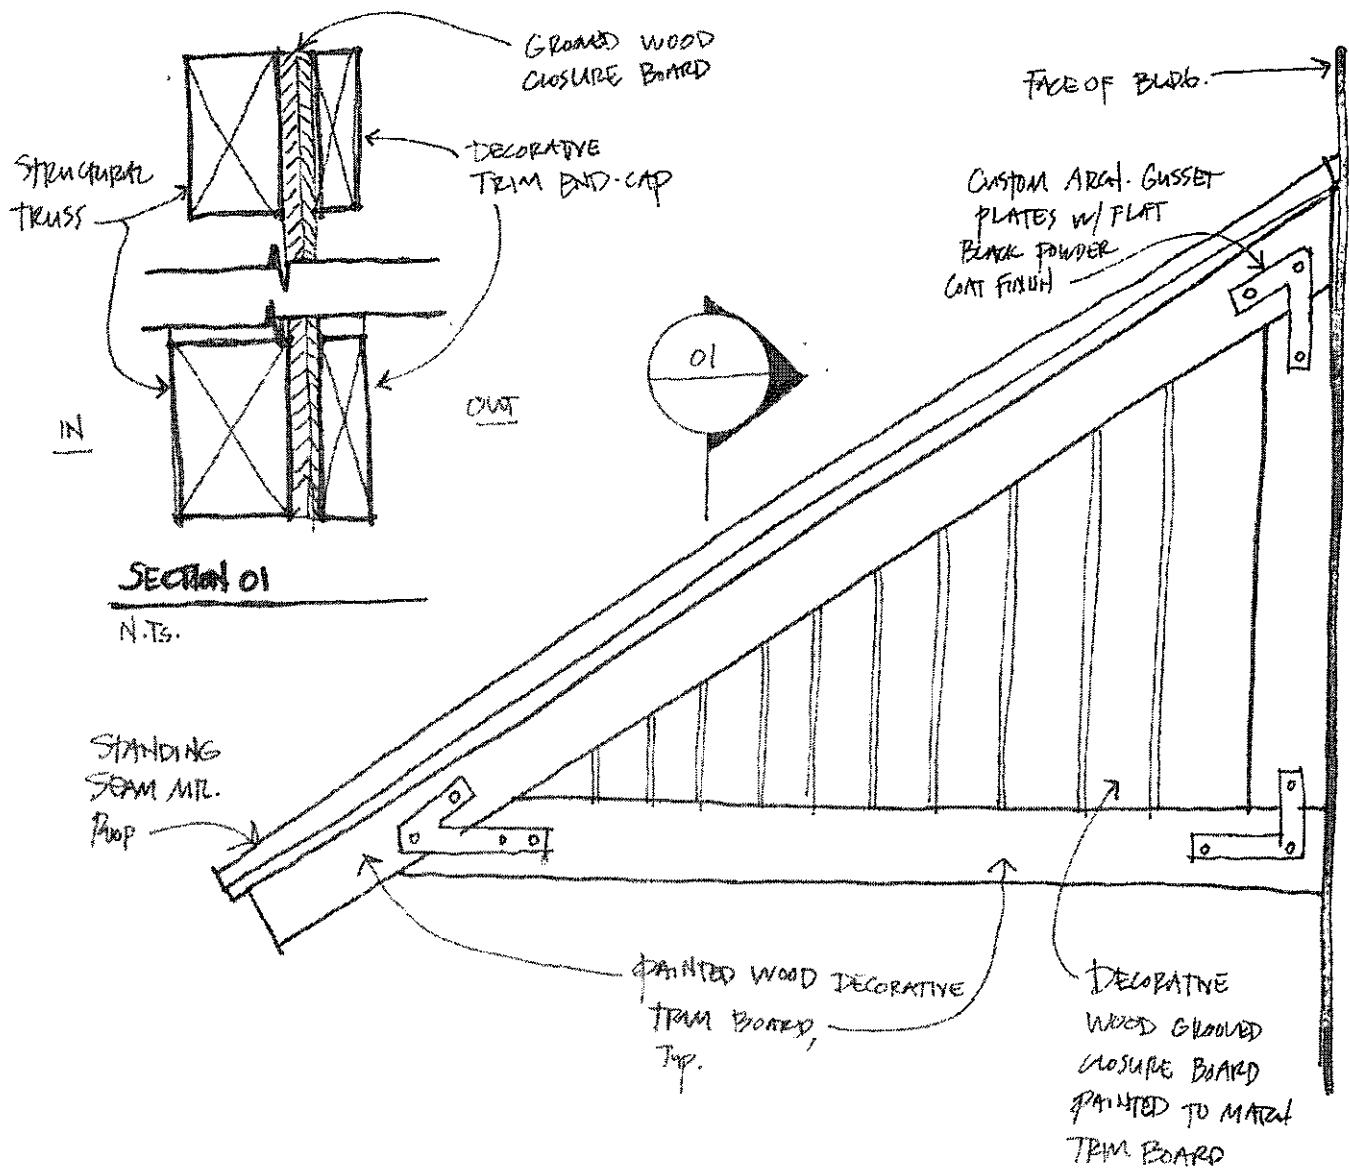 GROOVED WOOD
CLOSURE BOARD
FACE OF BLDG.
DECORATIVE
TRIM END-CAP
STRUCTURAL
TRUSS
CUSTOM ARCH. GUSSET
PLATES W/ FLAT
BLACK POWDER
COAT FINISH
01
OUT
IN
SECTION 01
N.T.S.
STANDING
SEAM MTL.
ROOF
PAINTED WOOD DECORATIVE
TRIM BOARD,
TYP.
DECORATIVE
WOOD GROOVED
CLOSURE BOARD
PAINTED TO MATCH
TRIM BOARD